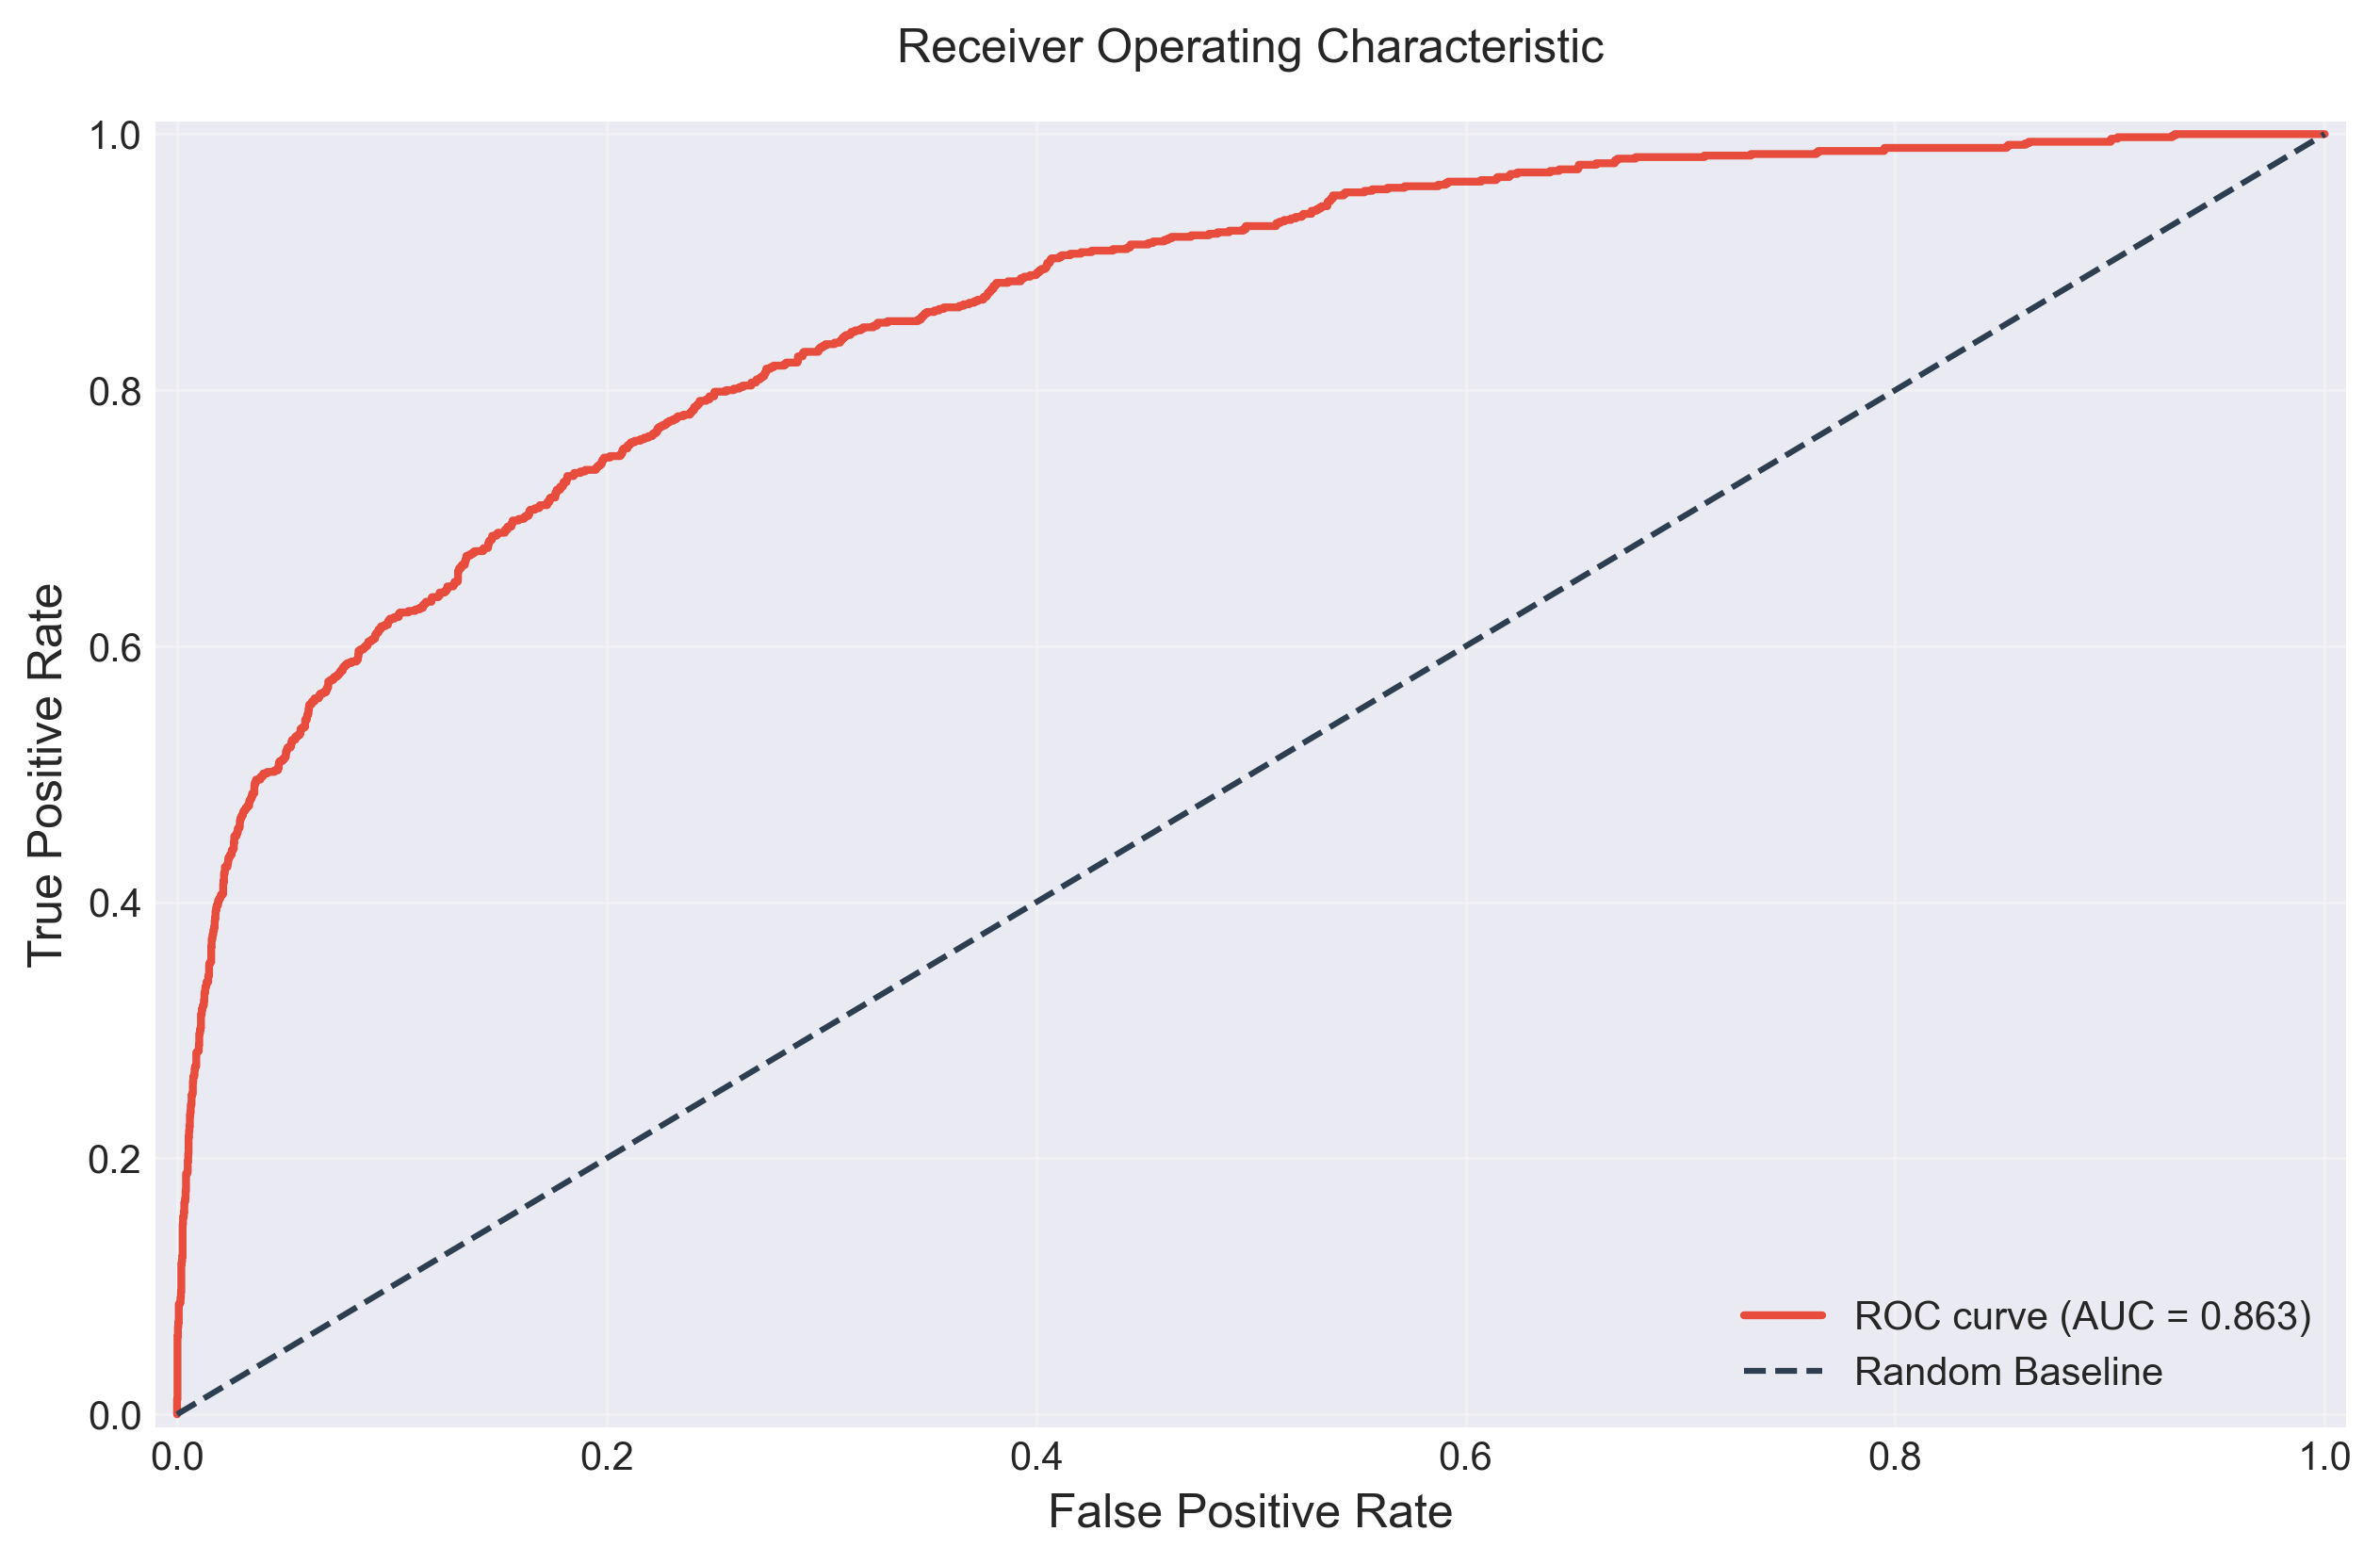 Receiver Operating Characteristic
1.0
0.8
0.6
0.4
0.2
0.0
True Positive Rate
0.0 0.2 0.4 0.6 0.8 1.0
False Positive Rate
ROC curve (AUC = 0.863)
Random Baseline